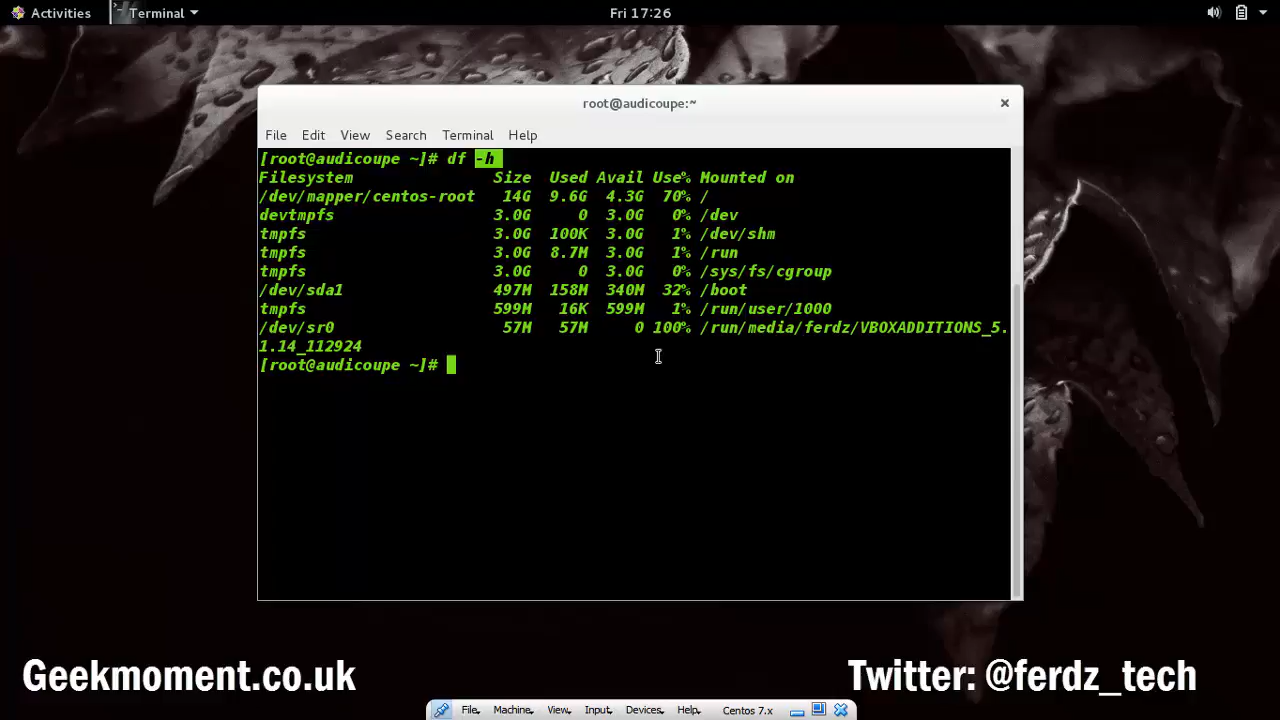 Activities Terminal Fri 17:26
root@audicoupe:~
File Edit View Search Terminal Help
[root@audicoupe ~]# df -h
Filesystem Size Used Avail Use% Mounted on
/dev/mapper/centos-root 14G 9.6G 4.3G 70% /
devtmpfs 3.0G 0 3.0G 0% /dev
tmpfs 3.0G 100K 3.0G 1% /dev/shm
tmpfs 3.0G 8.7M 3.0G 1% /run
tmpfs 3.0G 0 3.0G 0% /sys/fs/cgroup
/dev/sda1 497M 158M 340M 32% /boot
tmpfs 599M 16K 599M 1% /run/user/1000
/dev/sr0 57M 57M 0 100% /run/media/ferdz/VBOXADDITIONS_5.
1.14_112924
[root@audicoupe ~]#
Geekmoment.co.uk Twitter: @ferdz_tech
File Machine View Input Devices Help Centos 7.x